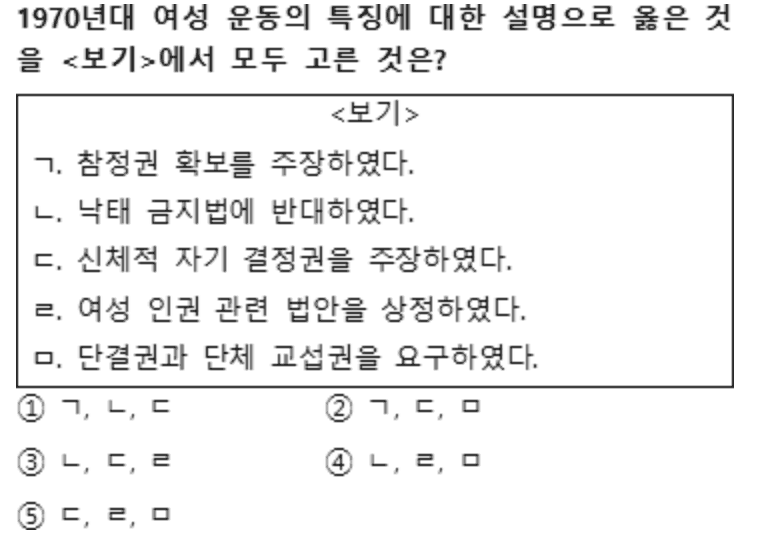 1970년대 여성 운동의 특징에 대한 설명으로 옳은 것
을 <보기>에서 모두 고른 것은?
<보기>
ㄱ. 참정권 확보를 주장하였다.
ㄴ. 낙태 금지법에 반대하였다.
ㄷ. 신체적 자기 결정권을 주장하였다.
ㄹ. 여성 인권 관련 법안을 상정하였다.
ㅁ. 단결권과 단체 교섭권을 요구하였다.
① ㄱ, ㄴ, ㄷ ② ㄱ, ㄷ, ㅁ
③ ㄴ, ㄷ, ㄹ ④ ㄴ, ㄹ, ㅁ
⑤ ㄷ, ㄹ, ㅁ